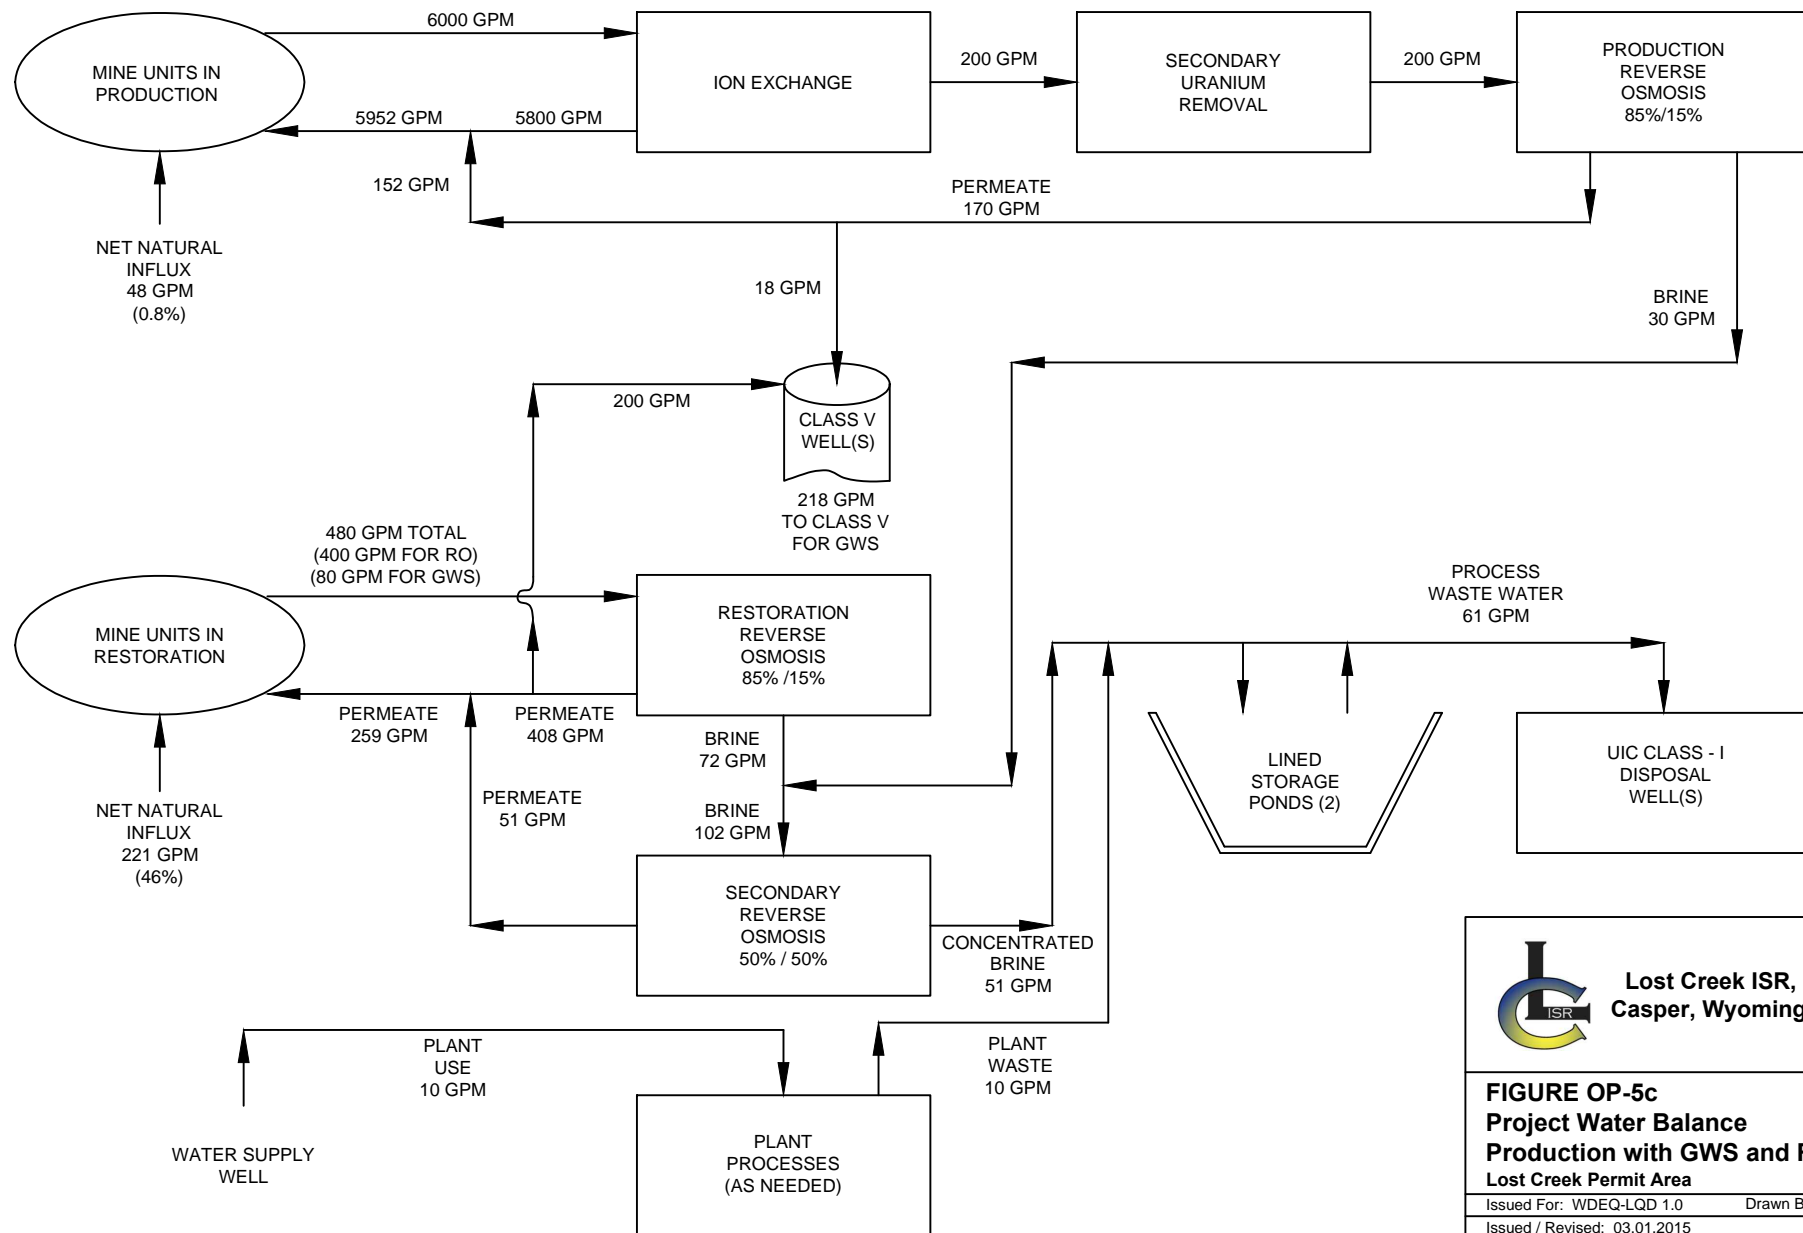 6000 GPM
MINE UNITS IN
PRODUCTION
ION EXCHANGE
200 GPM
SECONDARY
URANIUM
REMOVAL
200 GPM
PRODUCTION
REVERSE
OSMOSIS
85%/15%
5952 GPM
5800 GPM
152 GPM
PERMEATE
170 GPM
NET NATURAL
INFLUX
48 GPM
(0.8%)
18 GPM
BRINE
30 GPM
200 GPM
CLASS V
WELL(S)
218 GPM
TO CLASS V
FOR GWS
480 GPM TOTAL
(400 GPM FOR RO)
(80 GPM FOR GWS)
MINE UNITS IN
RESTORATION
RESTORATION
REVERSE
OSMOSIS
85% /15%
PROCESS
WASTE WATER
61 GPM
PERMEATE
259 GPM
PERMEATE
408 GPM
BRINE
72 GPM
LINED
STORAGE
PONDS (2)
UIC CLASS - I
DISPOSAL
WELL(S)
NET NATURAL
INFLUX
221 GPM
(46%)
PERMEATE
51 GPM
BRINE
102 GPM
SECONDARY
REVERSE
OSMOSIS
50% / 50%
CONCENTRATED
BRINE
51 GPM
PLANT
USE
10 GPM
PLANT
WASTE
10 GPM
WATER SUPPLY
WELL
PLANT
PROCESSES
(AS NEEDED)
LC
ISR
Lost Creek ISR,
Casper, Wyoming
FIGURE OP-5c
Project Water Balance
Production with GWS and
Lost Creek Permit Area
Issued For: WDEQ-LQD 1.0
Drawn B
Issued / Revised: 03.01.2015